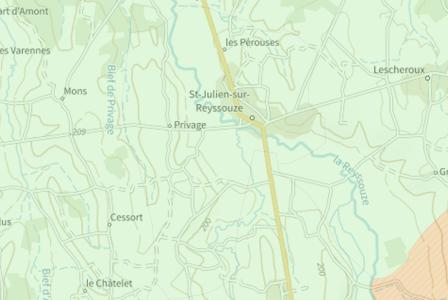 art d'Amont
les Pérouses
es Varennes
Lescheroux
Mons
Bief de Privage
St-Julien-sur-
Reyssouze
209
Privage
la Reyssouze
Cessort
200
200
le Châtelet
Bief d'